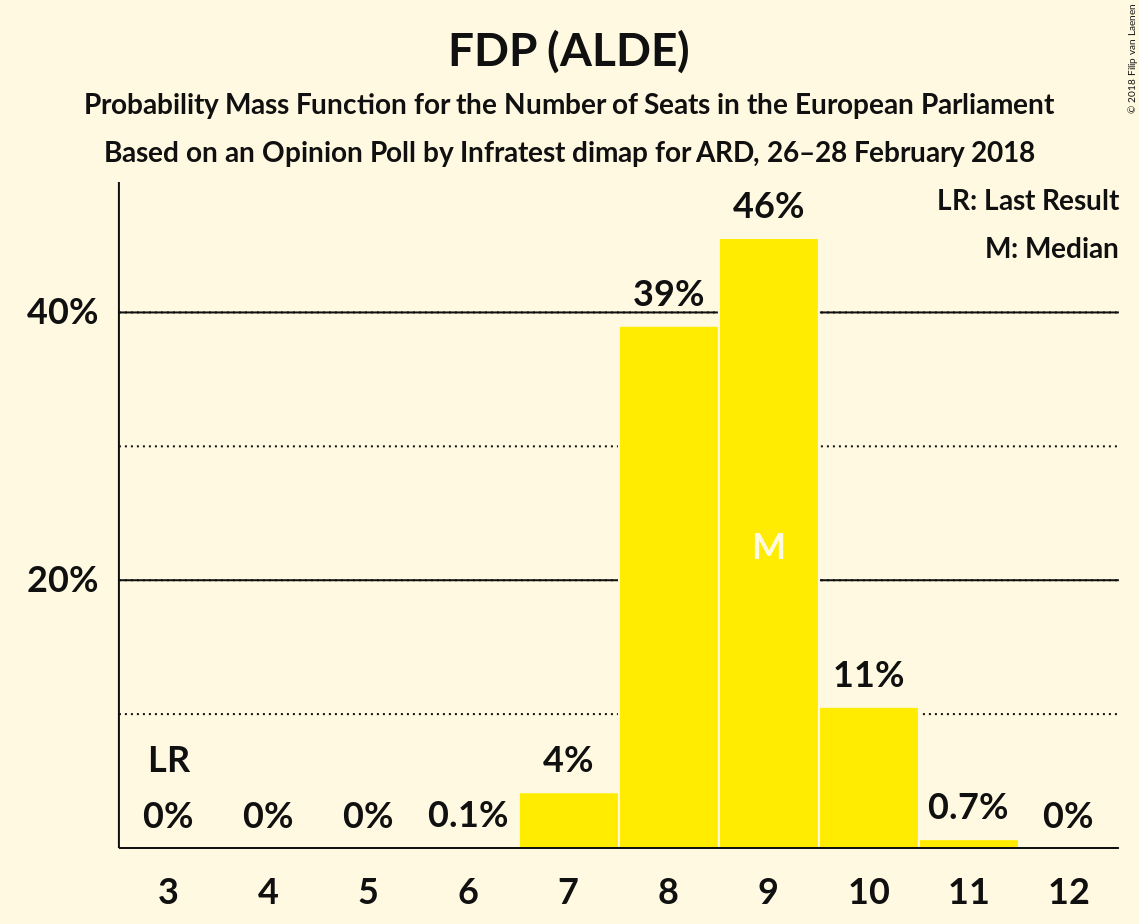 FDP (ALDE)
Probability Mass Function for the Number of Seats in the European Parliament
Based on an Opinion Poll by Infratest dimap for ARD, 26–28 February 2018
© 2018 Filip van Laenen
LR: Last Result
M: Median
46%
39%
40%
M
20%
11%
LR
4%
0%
0%
0%
0.1%
0.7%
0%
3 4 5 6 7 8 9 10 11 12